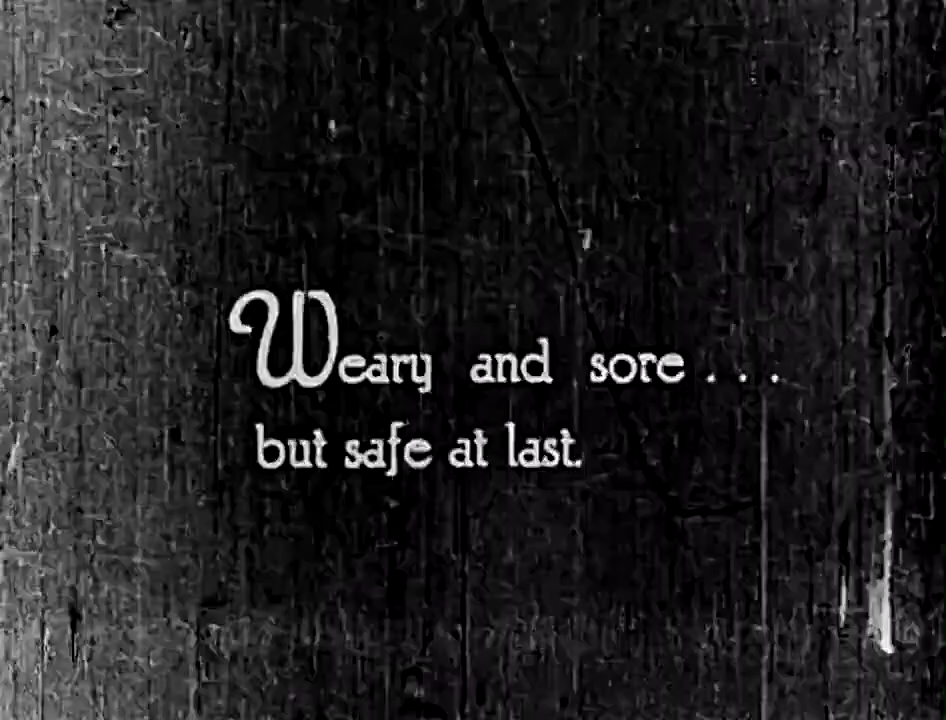 Weary and sore . . .
but safe at last.